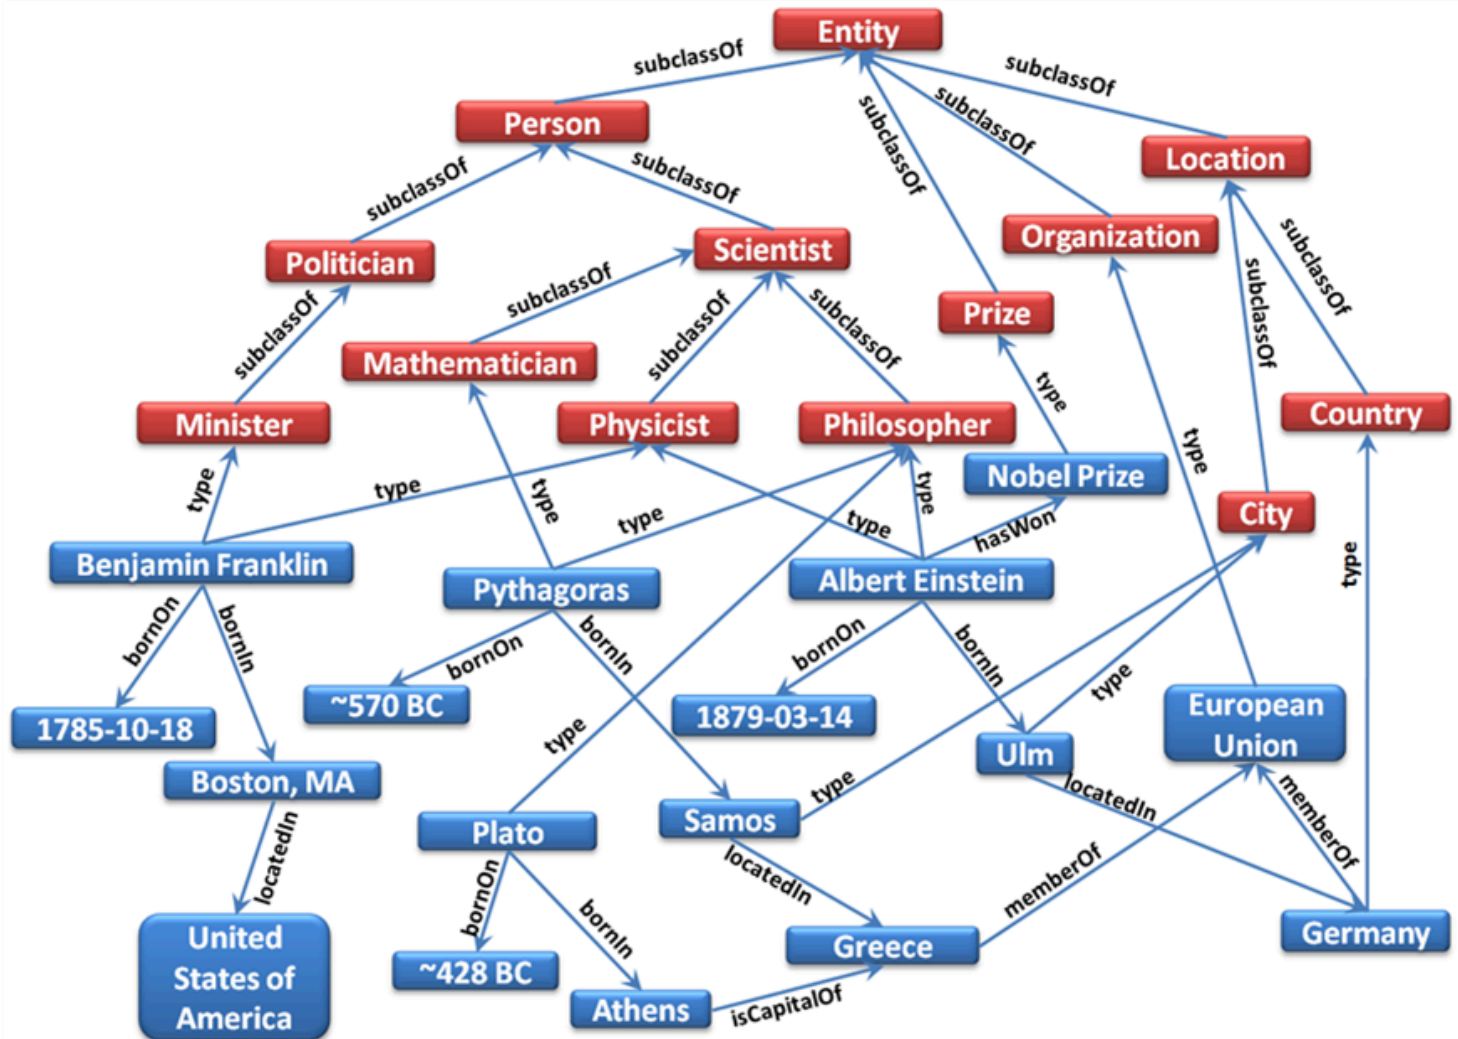 Entity
subclassOf
subclassOf
Person
subclassOf
subclassOf
Location
subclassOf
subclassOf
Organization
subclassOf
Politician
Scientist
subclassOf
subclassOf
Prize
subclassOf
subclassOf
subclassOf
subclassOf
Mathematician
type
Minister
Physicist
Philosopher
Country
type
Nobel Prize
type
type
type
type
type
City
type
hasWon
type
Benjamin Franklin
Pythagoras
Albert Einstein
bornOn
bornIn
bornOn
bornIn
bornOn
bornIn
type
~570 BC
1785-10-18
1879-03-14
European
Union
type
Ulm
Boston, MA
type
locatedIn
Plato
Samos
memberOf
locatedIn
bornOn
bornIn
locatedIn
memberOf
United
States of
America
Greece
Germany
~428 BC
Athens
isCapitalOf